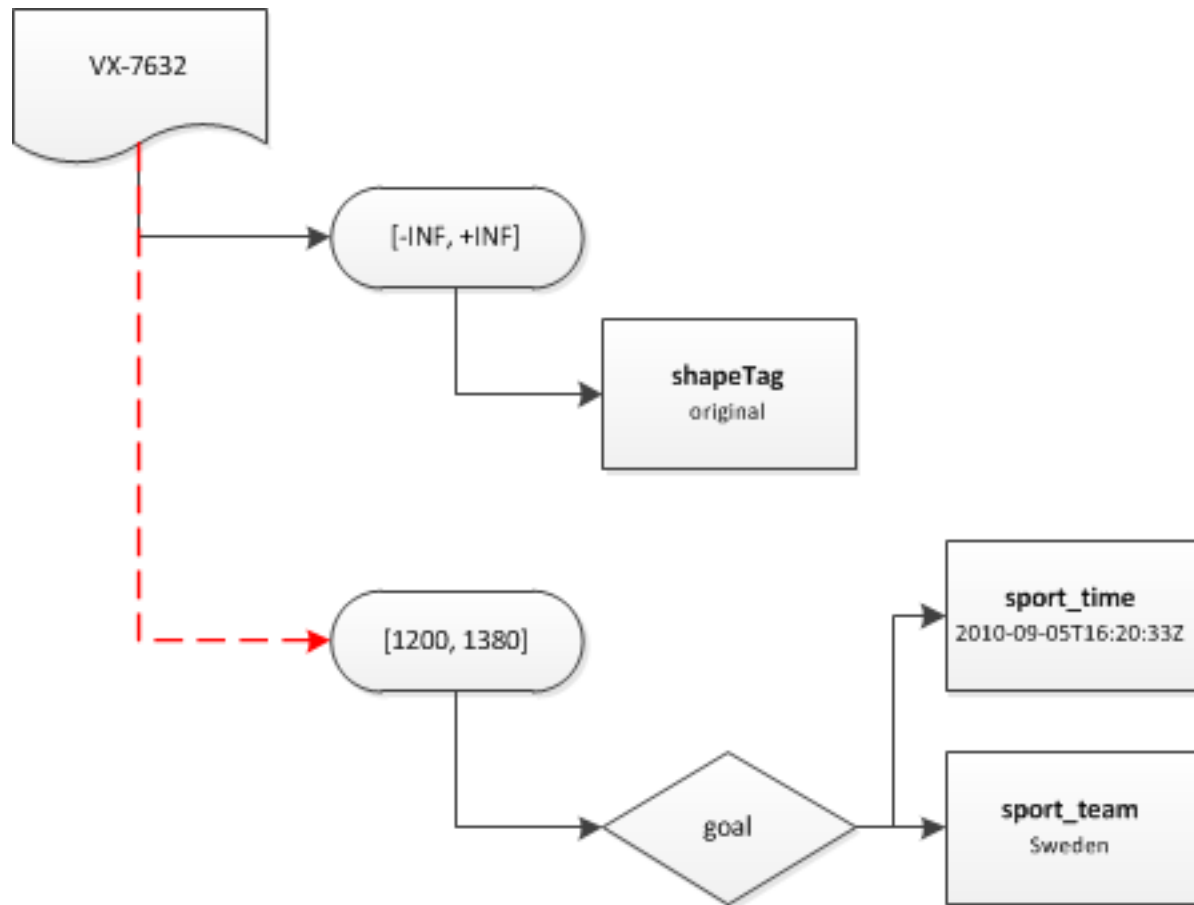 VX-7632
[-INF, +INF]
shapeTag
original
[1200, 1380]
goal
sport_time
2010-09-05T16:20:33Z
sport_team
Sweden